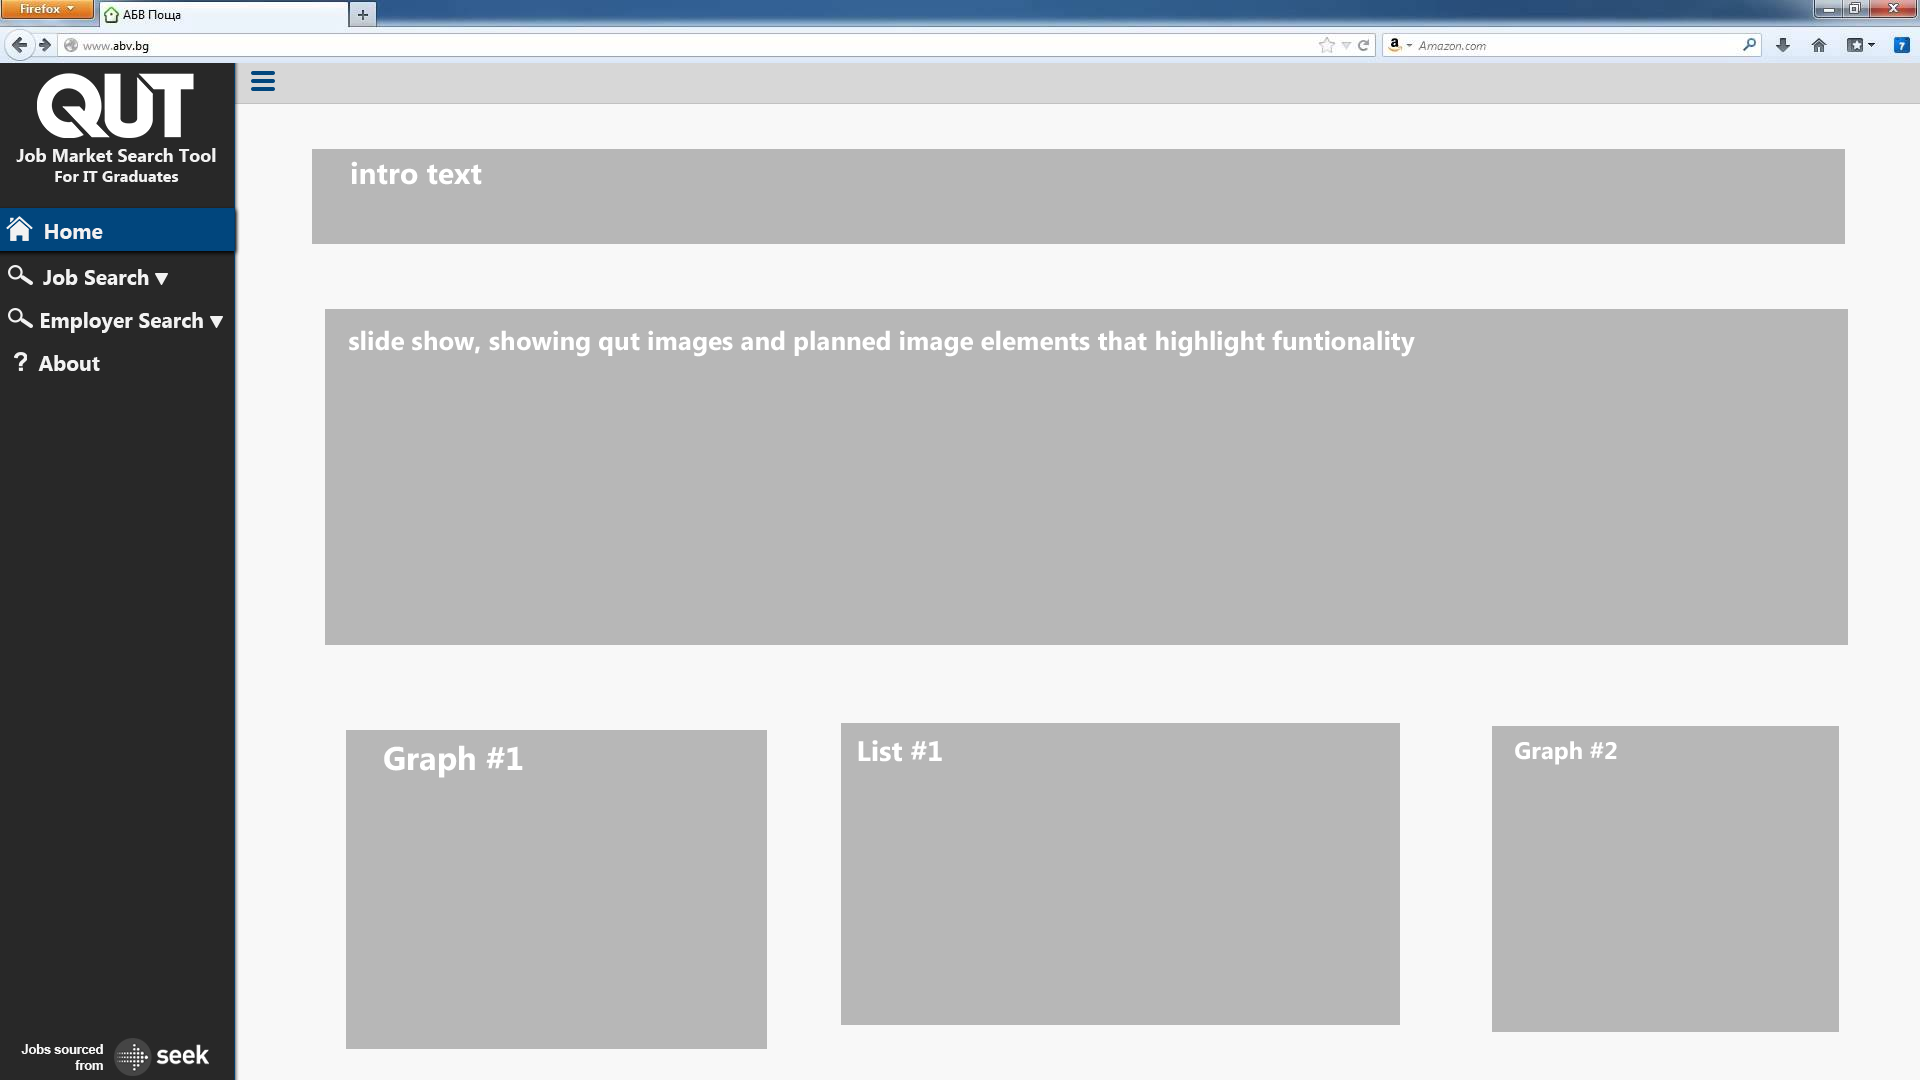 Firefox
АБВ Поща
www.abv.bg
Amazon.com
7
QUT
Job Market Search Tool
For IT Graduates
Home
Job Search
Employer Search
? About
Jobs sourced
from
seek
intro text
slide show, showing qut images and planned image elements that highlight funtionality
Graph #1
List #1
Graph #2